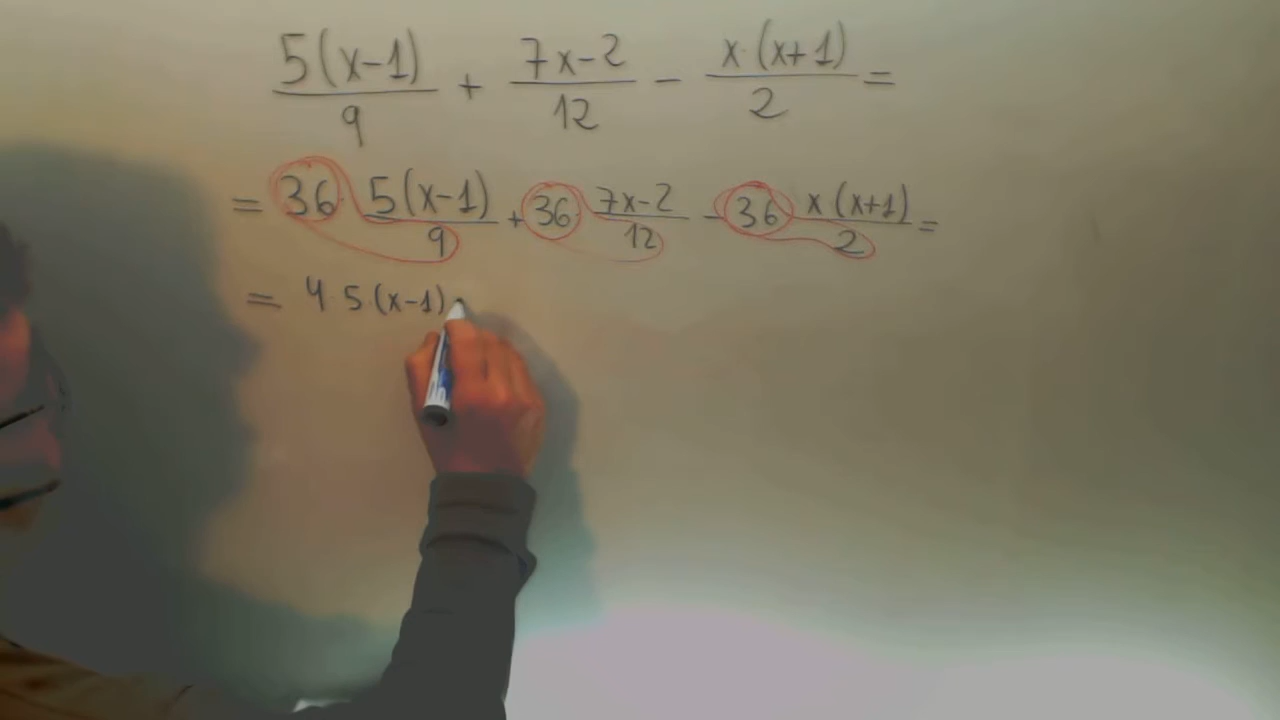 5(x-1)/9 + 7x-2/12 - x·(x+1)/2 =
= 36· 5(x-1)/9 + 36· 7x-2/12 - 36 x·(x+1)/2 =
= 4·5·(x-1)